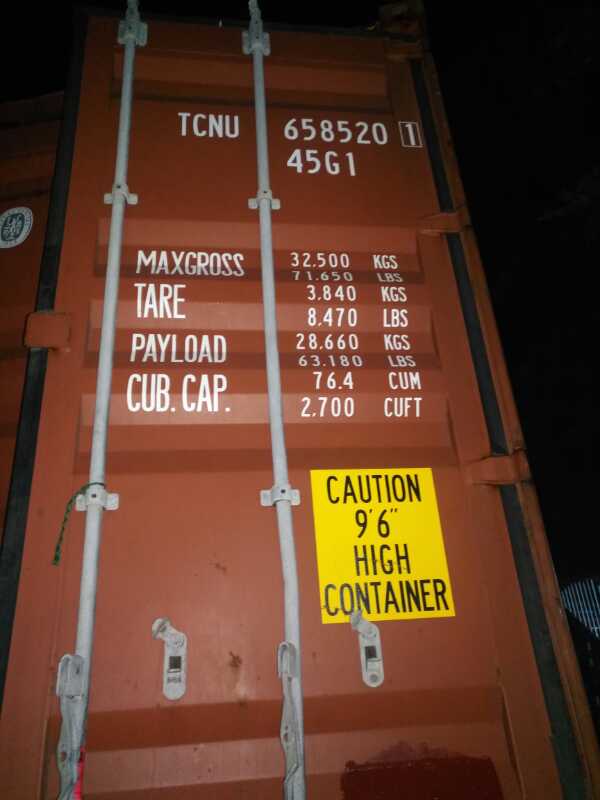 TCNU 658520 1
45G1
MAXGROSS 32.500 KGS
71.650 LBS
TARE 3.840 KGS
8.470 LBS
PAYLOAD 28,660 KGS
63.180 LBS
CUB. CAP. 76.4 CUM
2,700 CUFT
CAUTION
9'6"
HIGH
CONTAINER